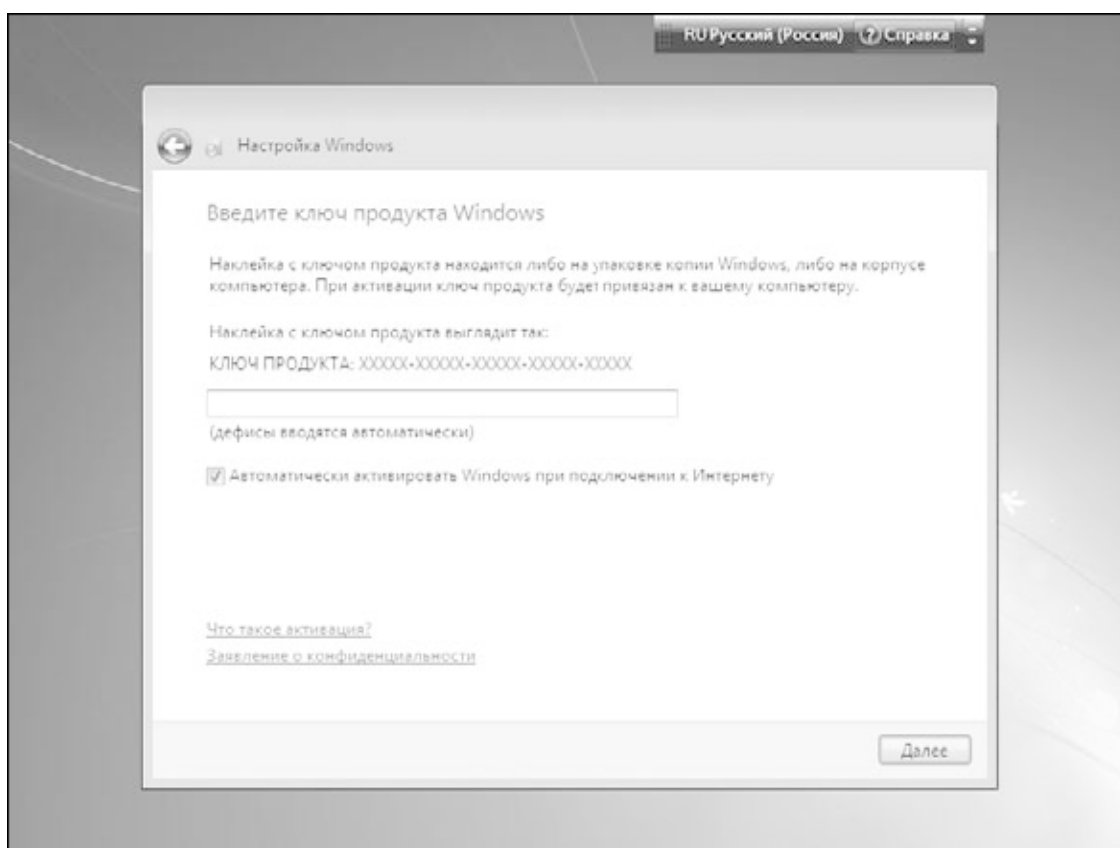 RU Русский (Россия) ? Справка
Настройка Windows
Введите ключ продукта Windows
Наклейка с ключом продукта находится либо на упаковке копии Windows, либо на корпусе
компьютера. При активации ключ продукта будет привязан к вашему компьютеру.
Наклейка с ключом продукта выглядит так:
КЛЮЧ ПРОДУКТА: XXXXX-XXXXX-XXXXX-XXXXX-XXXXX
(дефисы вводятся автоматически)
Автоматически активировать Windows при подключении к Интернету
Что такое активация?
Заявление о конфиденциальности
Далее